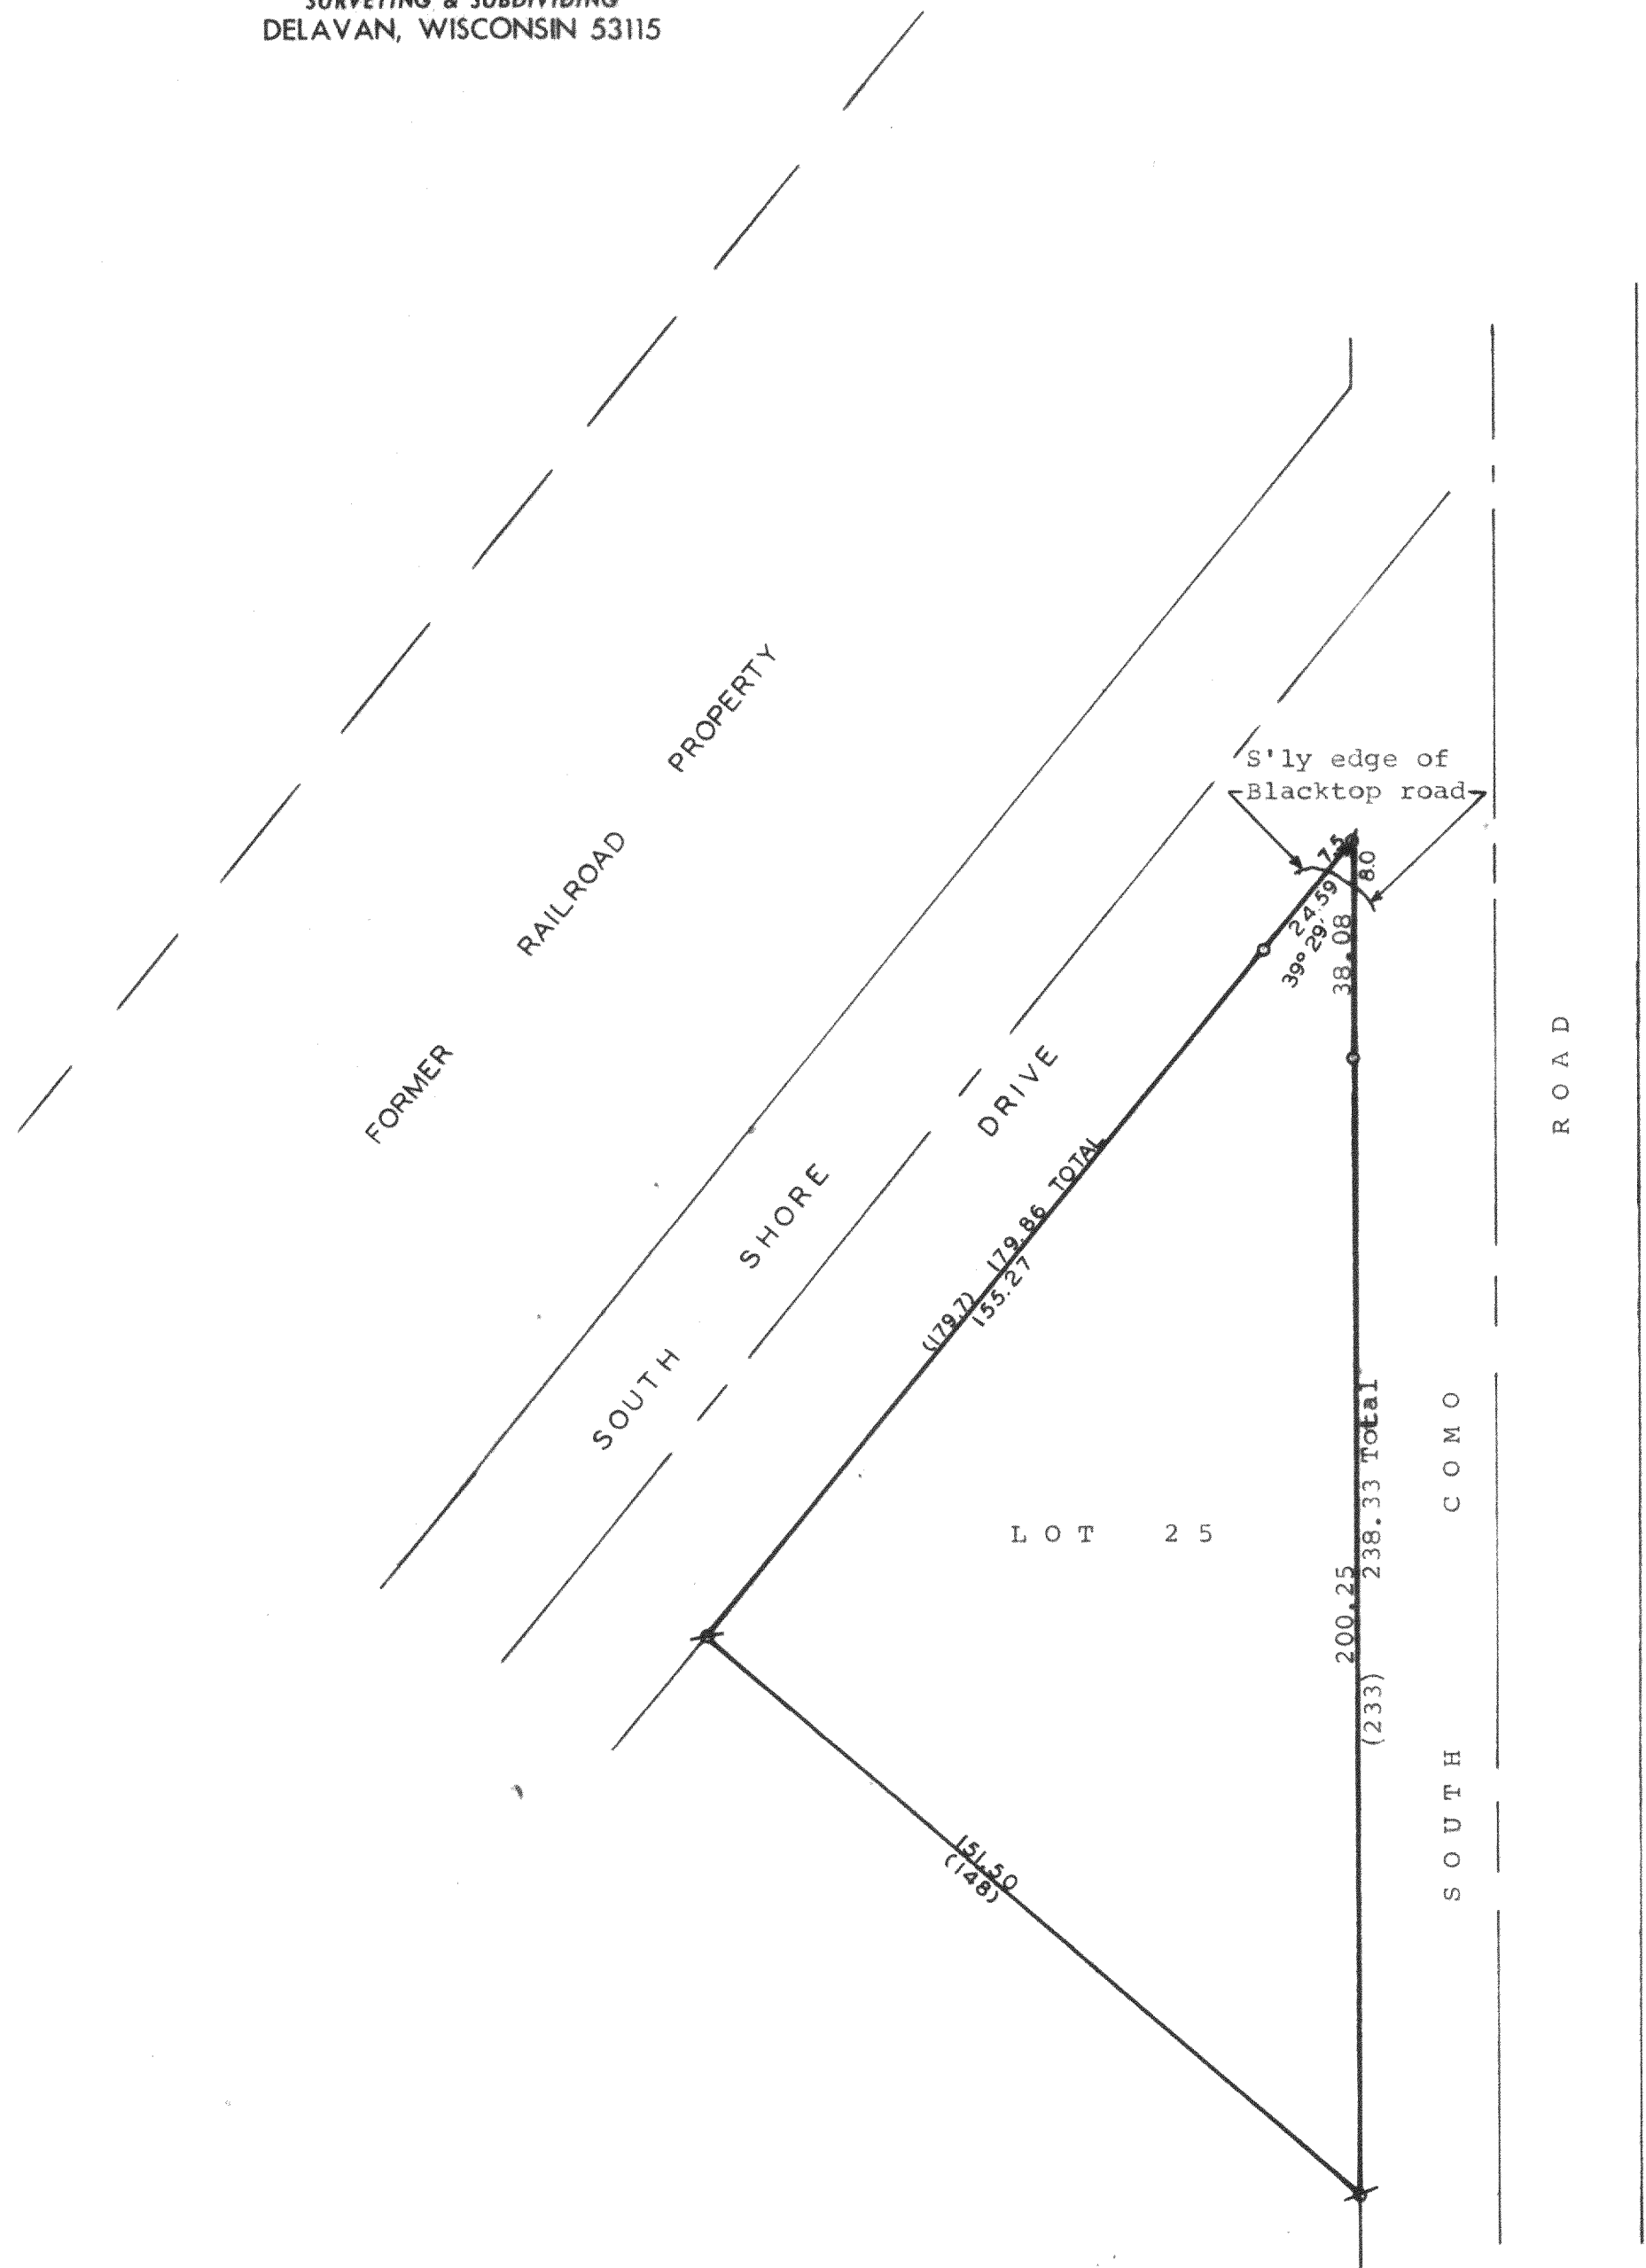 SURVEYING & SUBDIVIDING
DELAVAN, WISCONSIN 53115
FORMER RAILROAD PROPERTY
S'ly edge of
Blacktop road
7.5
8.0
24.59
39° 29'
38.08
SOUTH SHORE DRIVE
(179.7) 179.86 TOTAL
155.27
LOT 25
200.25
238.33 Total
(233)
SOUTH COMO ROAD
151.50
(148)